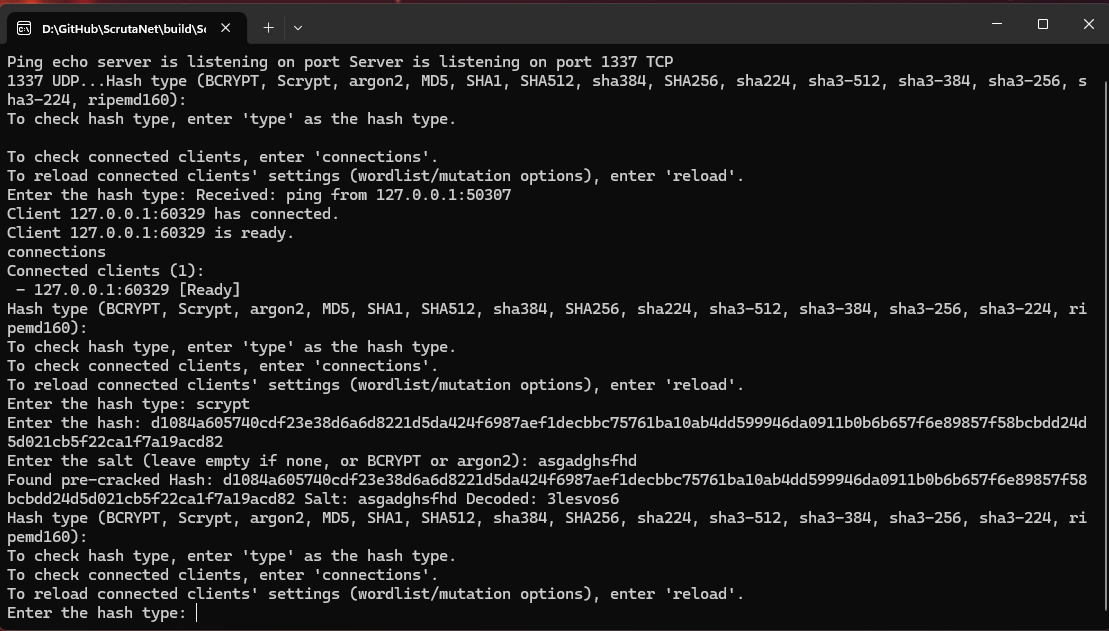 D:\GitHub\ScrutaNet\build\Sc
Ping echo server is listening on port Server is listening on port 1337 TCP
1337 UDP...Hash type (BCRYPT, Scrypt, argon2, MD5, SHA1, SHA512, sha384, SHA256, sha224, sha3-512, sha3-384, sha3-256, s
ha3-224, ripemd160):
To check hash type, enter 'type' as the hash type.
To check connected clients, enter 'connections'.
To reload connected clients' settings (wordlist/mutation options), enter 'reload'.
Enter the hash type: Received: ping from 127.0.0.1:50307
Client 127.0.0.1:60329 has connected.
Client 127.0.0.1:60329 is ready.
connections
Connected clients (1):
 - 127.0.0.1:60329 [Ready]
Hash type (BCRYPT, Scrypt, argon2, MD5, SHA1, SHA512, sha384, SHA256, sha224, sha3-512, sha3-384, sha3-256, sha3-224, ri
pemd160):
To check hash type, enter 'type' as the hash type.
To check connected clients, enter 'connections'.
To reload connected clients' settings (wordlist/mutation options), enter 'reload'.
Enter the hash type: scrypt
Enter the hash: d1084a605740cdf23e38d6a6d8221d5da424f6987aef1decbbc75761ba10ab4dd599946da0911b0b6b657f6e89857f58bcbdd24d
5d021cb5f22ca1f7a19acd82
Enter the salt (leave empty if none, or BCRYPT or argon2): asgadghsfhd
Found pre-cracked Hash: d1084a605740cdf23e38d6a6d8221d5da424f6987aef1decbbc75761ba10ab4dd599946da0911b0b6b657f6e89857f58
bcbdd24d5d021cb5f22ca1f7a19acd82 Salt: asgadghsfhd Decoded: 3lesvos6
Hash type (BCRYPT, Scrypt, argon2, MD5, SHA1, SHA512, sha384, SHA256, sha224, sha3-512, sha3-384, sha3-256, sha3-224, ri
pemd160):
To check hash type, enter 'type' as the hash type.
To check connected clients, enter 'connections'.
To reload connected clients' settings (wordlist/mutation options), enter 'reload'.
Enter the hash type: